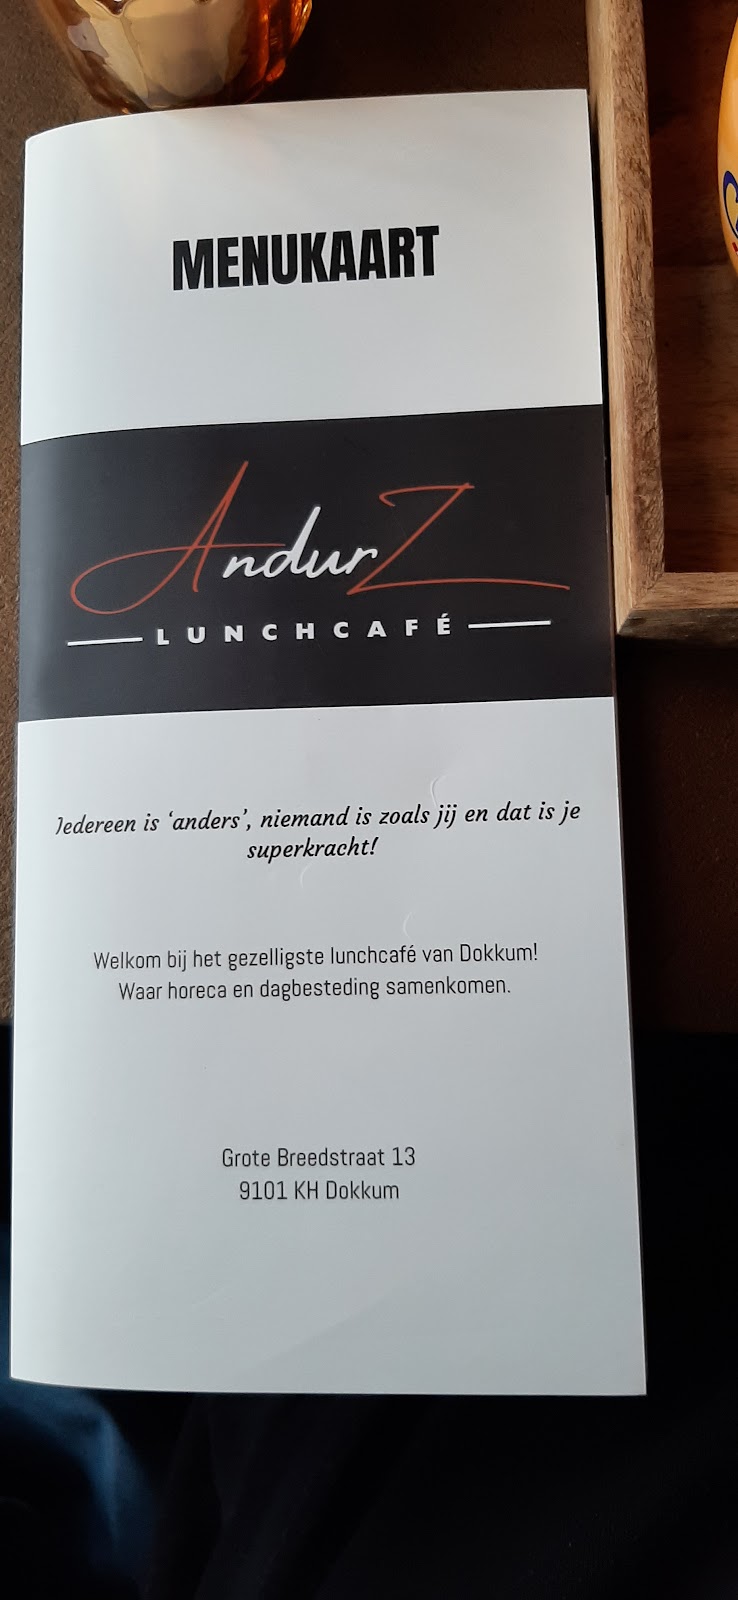 MENUKAART
AndurZ
LUNCHCAFÉ
Iedereen is ‘anders’, niemand is zoals jij en dat is je
superkracht!
Welkom bij het gezelligste lunchcafé van Dokkum!
Waar horeca en dagbesteding samenkomen.
Grote Breedstraat 13
9101 KH Dokkum